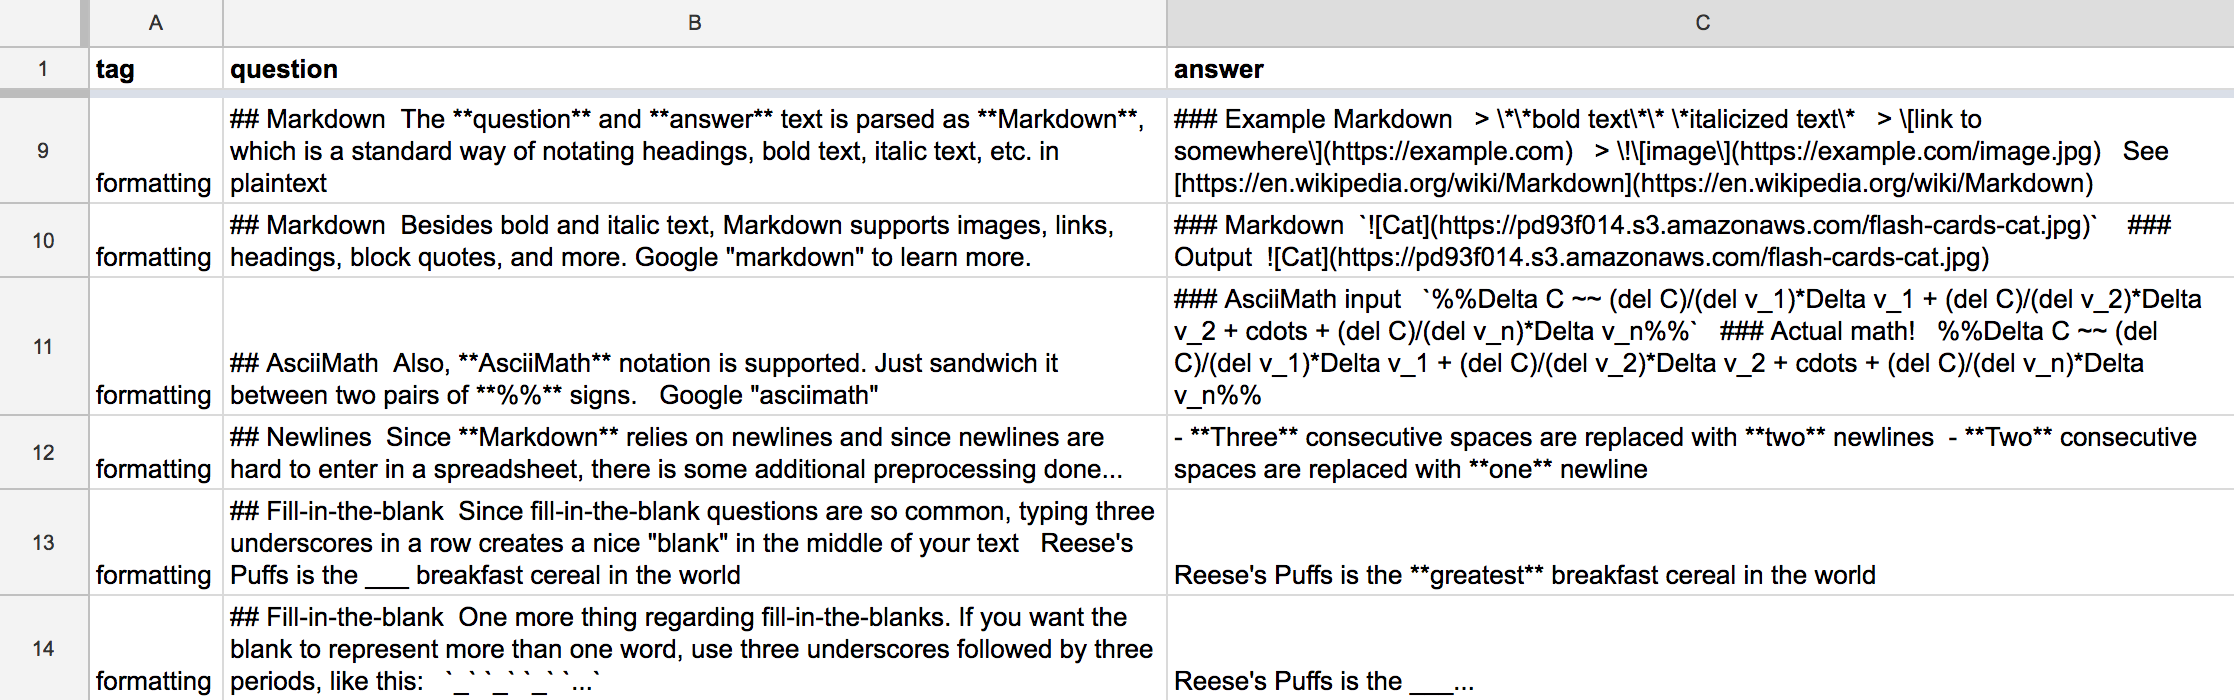 A B C
1 tag question answer
9
formatting
## Markdown  The **question** and **answer** text is parsed as **Markdown**,
which is a standard way of notating headings, bold text, italic text, etc. in
plaintext
### Example Markdown   > \*\*bold text\*\* \*italicized text\*   > \[link to
somewhere\](https://example.com)   > \!\[image\](https://example.com/image.jpg)   See
[https://en.wikipedia.org/wiki/Markdown](https://en.wikipedia.org/wiki/Markdown)
10
formatting
## Markdown  Besides bold and italic text, Markdown supports images, links,
headings, block quotes, and more. Google "markdown" to learn more.
### Markdown  `![Cat](https://pd93f014.s3.amazonaws.com/flash-cards-cat.jpg)`    ###
Output  ![Cat](https://pd93f014.s3.amazonaws.com/flash-cards-cat.jpg)
11
formatting
## AsciiMath  Also, **AsciiMath** notation is supported. Just sandwich it
between two pairs of **%%** signs.   Google "asciimath"
### AsciiMath input   `%%Delta C ~~ (del C)/(del v_1)*Delta v_1 + (del C)/(del v_2)*Delta
v_2 + cdots + (del C)/(del v_n)*Delta v_n%%`   ### Actual math!   %%Delta C ~~ (del
C)/(del v_1)*Delta v_1 + (del C)/(del v_2)*Delta v_2 + cdots + (del C)/(del v_n)*Delta
v_n%%
12
formatting
## Newlines  Since **Markdown** relies on newlines and since newlines are
hard to enter in a spreadsheet, there is some additional preprocessing done...
- **Three** consecutive spaces are replaced with **two** newlines  - **Two** consecutive
spaces are replaced with **one** newline
13
formatting
## Fill-in-the-blank  Since fill-in-the-blank questions are so common, typing three
underscores in a row creates a nice "blank" in the middle of your text   Reese's
Puffs is the ___ breakfast cereal in the world
Reese's Puffs is the **greatest** breakfast cereal in the world
14
formatting
## Fill-in-the-blank  One more thing regarding fill-in-the-blanks. If you want the
blank to represent more than one word, use three underscores followed by three
periods, like this:   `_` `_` `_` `...`
Reese's Puffs is the ___...